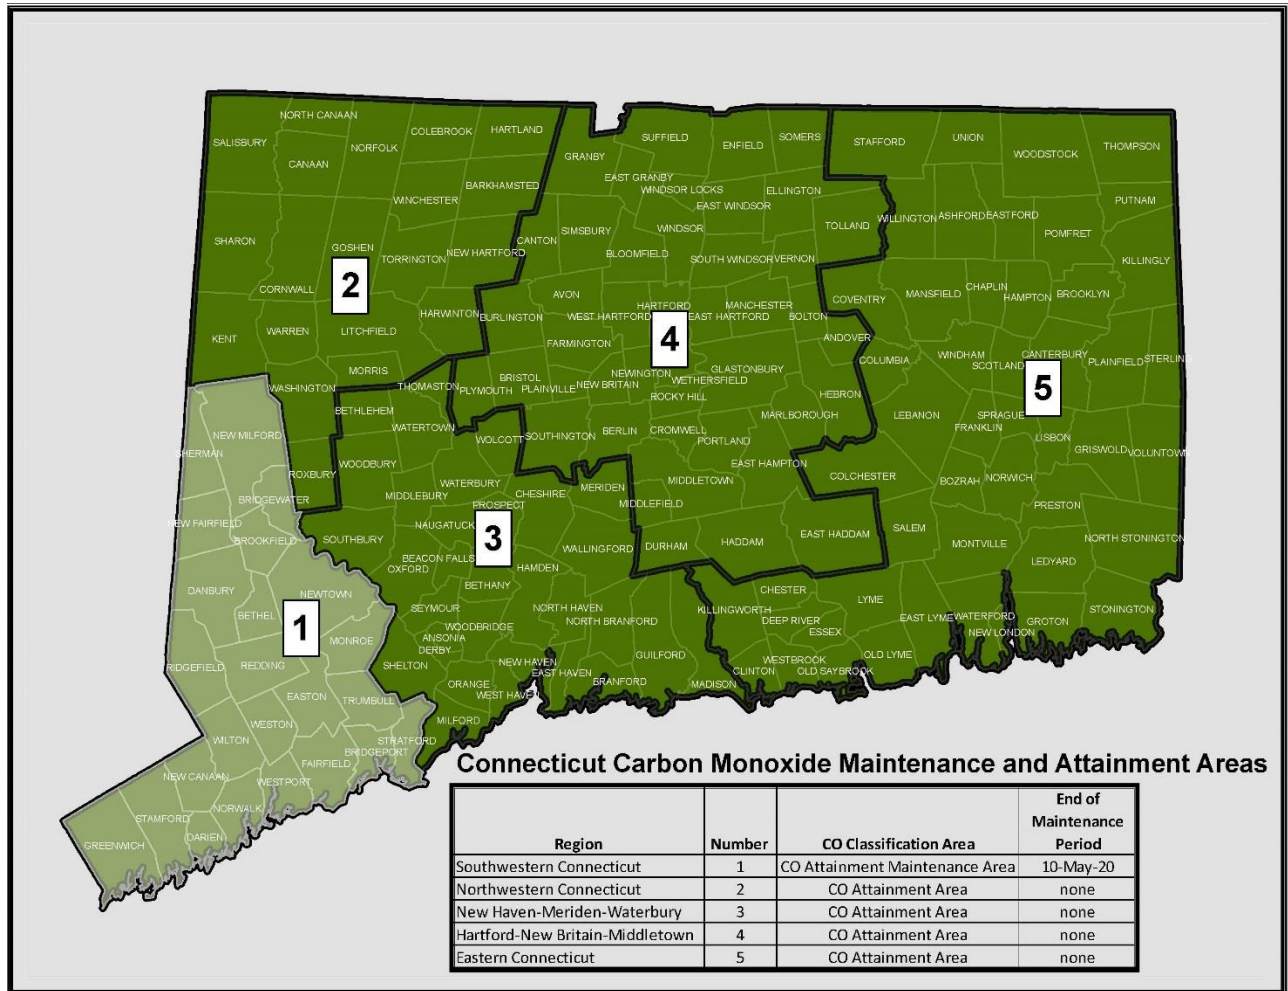 NORTH CANAAN
COLEBROOK
HARTLAND
SALISBURY
CANAAN
NORFOLK
BARKHAMSTED
WINCHESTER
SHARON
GOSHEN
TORRINGTON
NEW HARTFORD
2
CORNWALL
KENT
WARREN
LITCHFIELD
HARWINTON
MORRIS
WASHINGTON
ROXBURY
GRANBY
SUFFIELD
ENFIELD
SOMERS
EAST GRANBY
WINDSOR LOCKS
ELLINGTON
EAST WINDSOR
CANTON
SIMSBURY
WINDSOR
TOLLAND
BLOOMFIELD
SOUTH WINDSOR
VERNON
AVON
HARTFORD
MANCHESTER
BURLINGTON
WEST HARTFORD
EAST HARTFORD
BOLTON
FARMINGTON
4
ANDOVER
BRISTOL
NEWINGTON
GLASTONBURY
PLYMOUTH
PLAINVILLE
NEW BRITAIN
WETHERSFIELD
ROCKY HILL
HEBRON
MARLBOROUGH
SOUTHINGTON
BERLIN
CROMWELL
PORTLAND
EAST HAMPTON
MIDDLETOWN
MIDDLEFIELD
DURHAM
HADDAM
EAST HADDAM
STAFFORD
UNION
WOODSTOCK
THOMPSON
PUTNAM
WILLINGTON
ASHFORD
EASTFORD
POMFRET
KILLINGLY
COVENTRY
MANSFIELD
CHAPLIN
HAMPTON
BROOKLYN
COLUMBIA
WINDHAM
SCOTLAND
CANTERBURY
PLAINFIELD
STERLING
5
LEBANON
SPRAGUE
FRANKLIN
LISBON
GRISWOLD
VOLUNTOWN
COLCHESTER
BOZRAH
NORWICH
PRESTON
SALEM
MONTVILLE
NORTH STONINGTON
LEDYARD
CHESTER
LYME
KILLINGWORTH
DEEP RIVER
ESSEX
EAST LYME
WATERFORD
NEW LONDON
GROTON
STONINGTON
WESTBROOK
OLD LYME
CLINTON
OLD SAYBROOK
THOMASTON
BETHLEHEM
WATERTOWN
WOLCOTT
WOODBURY
WATERBURY
CHESHIRE
MERIDEN
MIDDLEBURY
PROSPECT
NAUGATUCK
3
SOUTHBURY
WALLINGFORD
BEACON FALLS
OXFORD
HAMDEN
BETHANY
SEYMOUR
NORTH HAVEN
WOODBRIDGE
NORTH BRANFORD
ANSONIA
DERBY
SHELTON
NEW HAVEN
EAST HAVEN
GUILFORD
ORANGE
WEST HAVEN
BRANFORD
MADISON
MILFORD
NEW MILFORD
SHERMAN
BRIDGEWATER
NEW FAIRFIELD
BROOKFIELD
DANBURY
NEWTOWN
BETHEL
1
MONROE
RIDGEFIELD
REDDING
EASTON
TRUMBULL
WESTON
WILTON
STRATFORD
BRIDGEPORT
FAIRFIELD
NEW CANAAN
WESTPORT
NORWALK
STAMFORD
DARIEN
GREENWICH
Connecticut Carbon Monoxide Maintenance and Attainment Areas
Region Number CO Classification Area End of Maintenance Period
Southwestern Connecticut 1 CO Attainment Maintenance Area 10-May-20
Northwestern Connecticut 2 CO Attainment Area none
New Haven-Meriden-Waterbury 3 CO Attainment Area none
Hartford-New Britain-Middletown 4 CO Attainment Area none
Eastern Connecticut 5 CO Attainment Area none